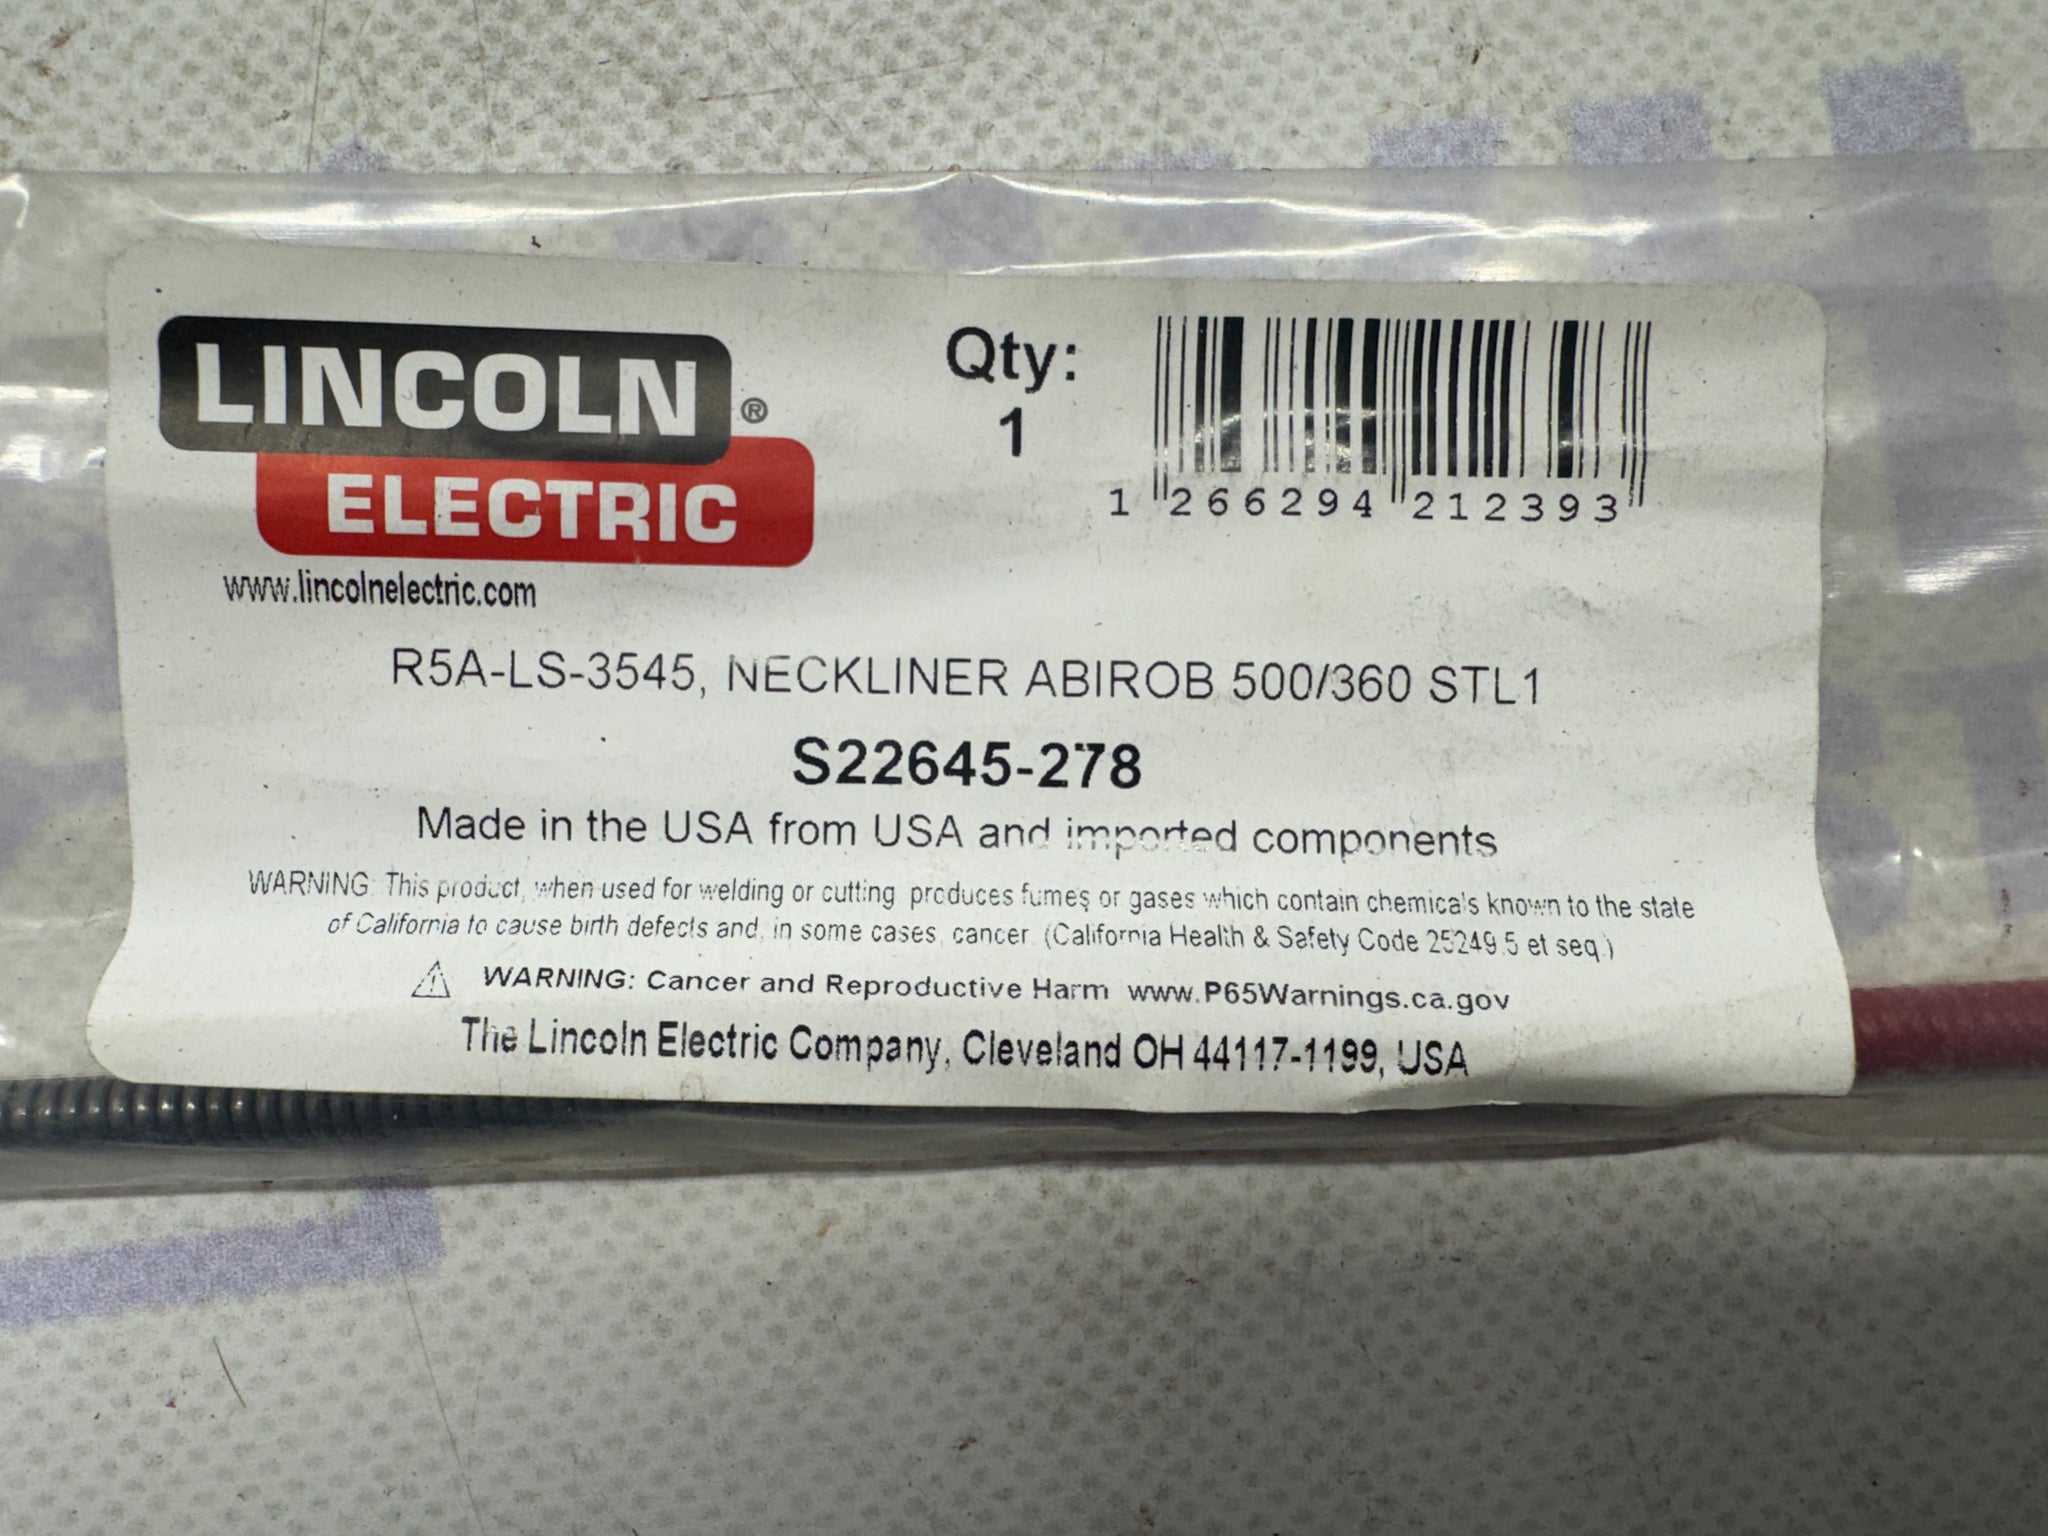 LINCOLN ®
ELECTRIC
www.lincolnelectric.com
Qty:
1
1 266294 212393
R5A-LS-3545, NECKLINER ABIROB 500/360 STL1
S22645-278
Made in the USA from USA and imported components
WARNING: This product, when used for welding or cutting, produces fumes or gases which contain chemicals known to the state
of California to cause birth defects and, in some cases, cancer. (California Health & Safety Code 25249.5 et seq.)
WARNING: Cancer and Reproductive Harm www.P65Warnings.ca.gov
The Lincoln Electric Company, Cleveland OH 44117-1199, USA